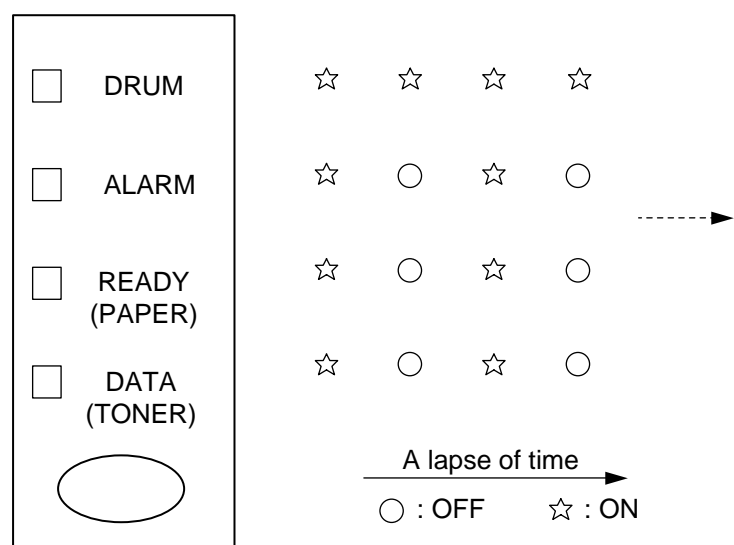 DRUM
ALARM
READY
(PAPER)
DATA
(TONER)
A lapse of time
: OFF
: ON